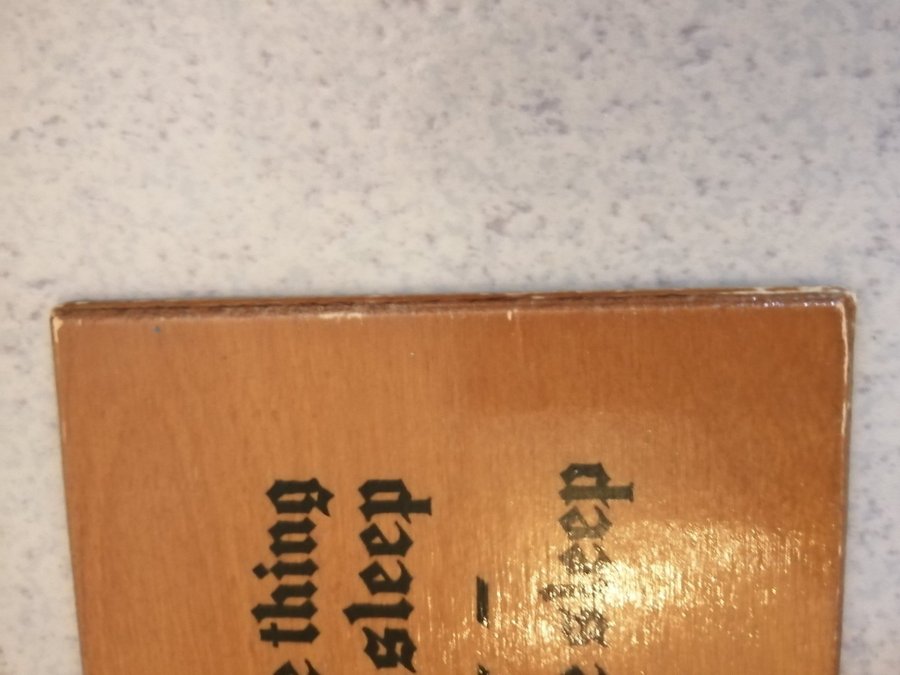 e thing
sleep
-
e sleep